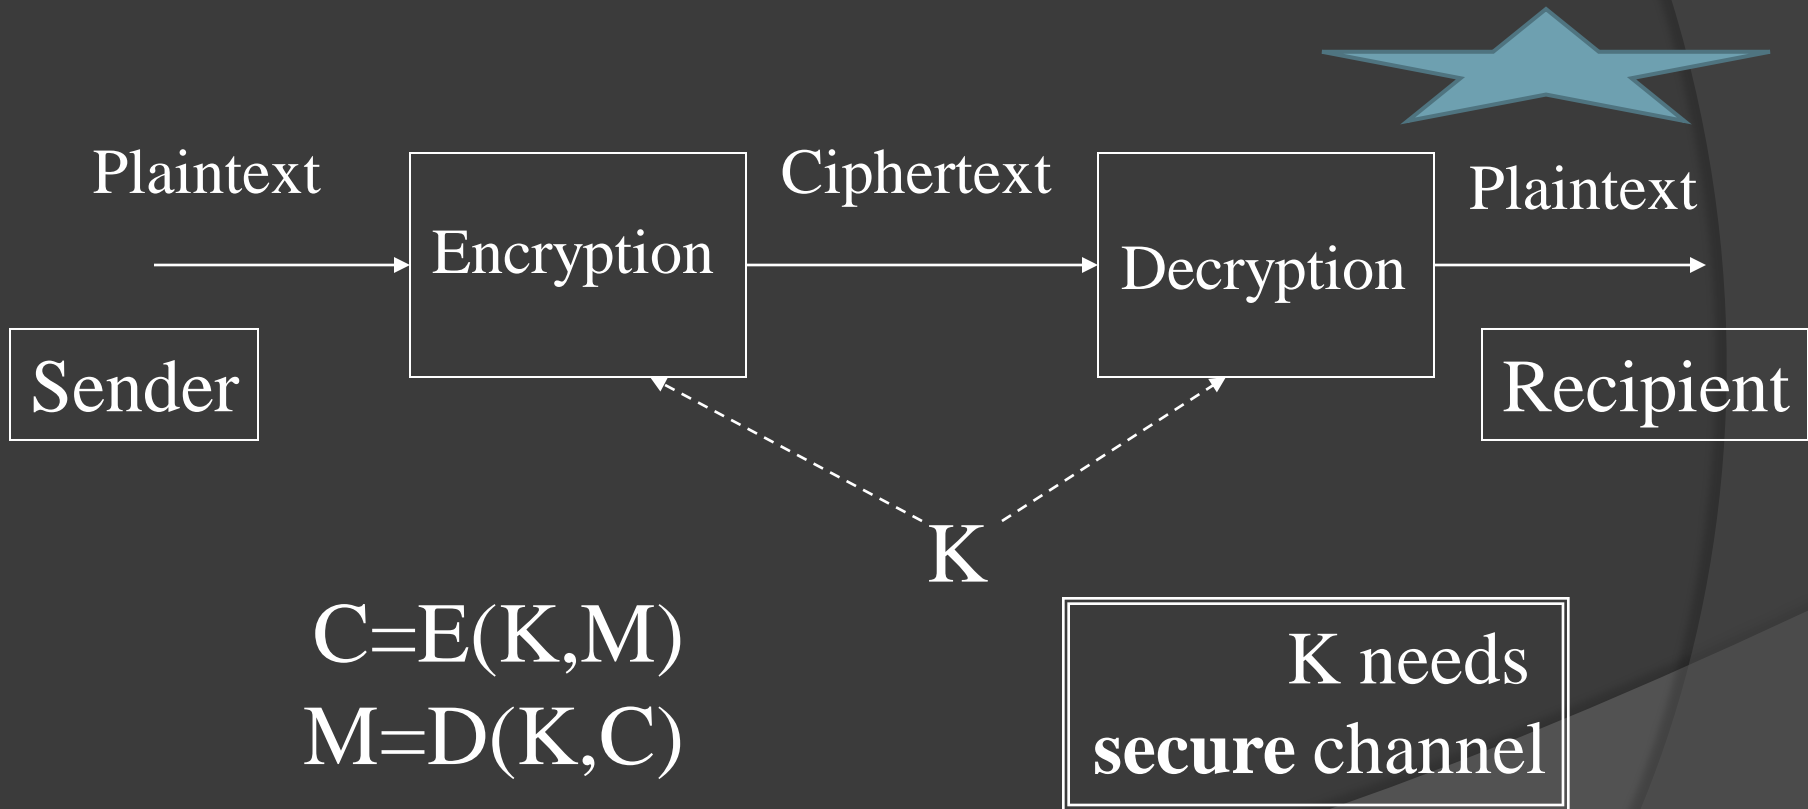 Plaintext
Ciphertext
Plaintext
Encryption
Decryption
Sender
Recipient
K
C=E(K,M)
M=D(K,C)
K needs
secure channel